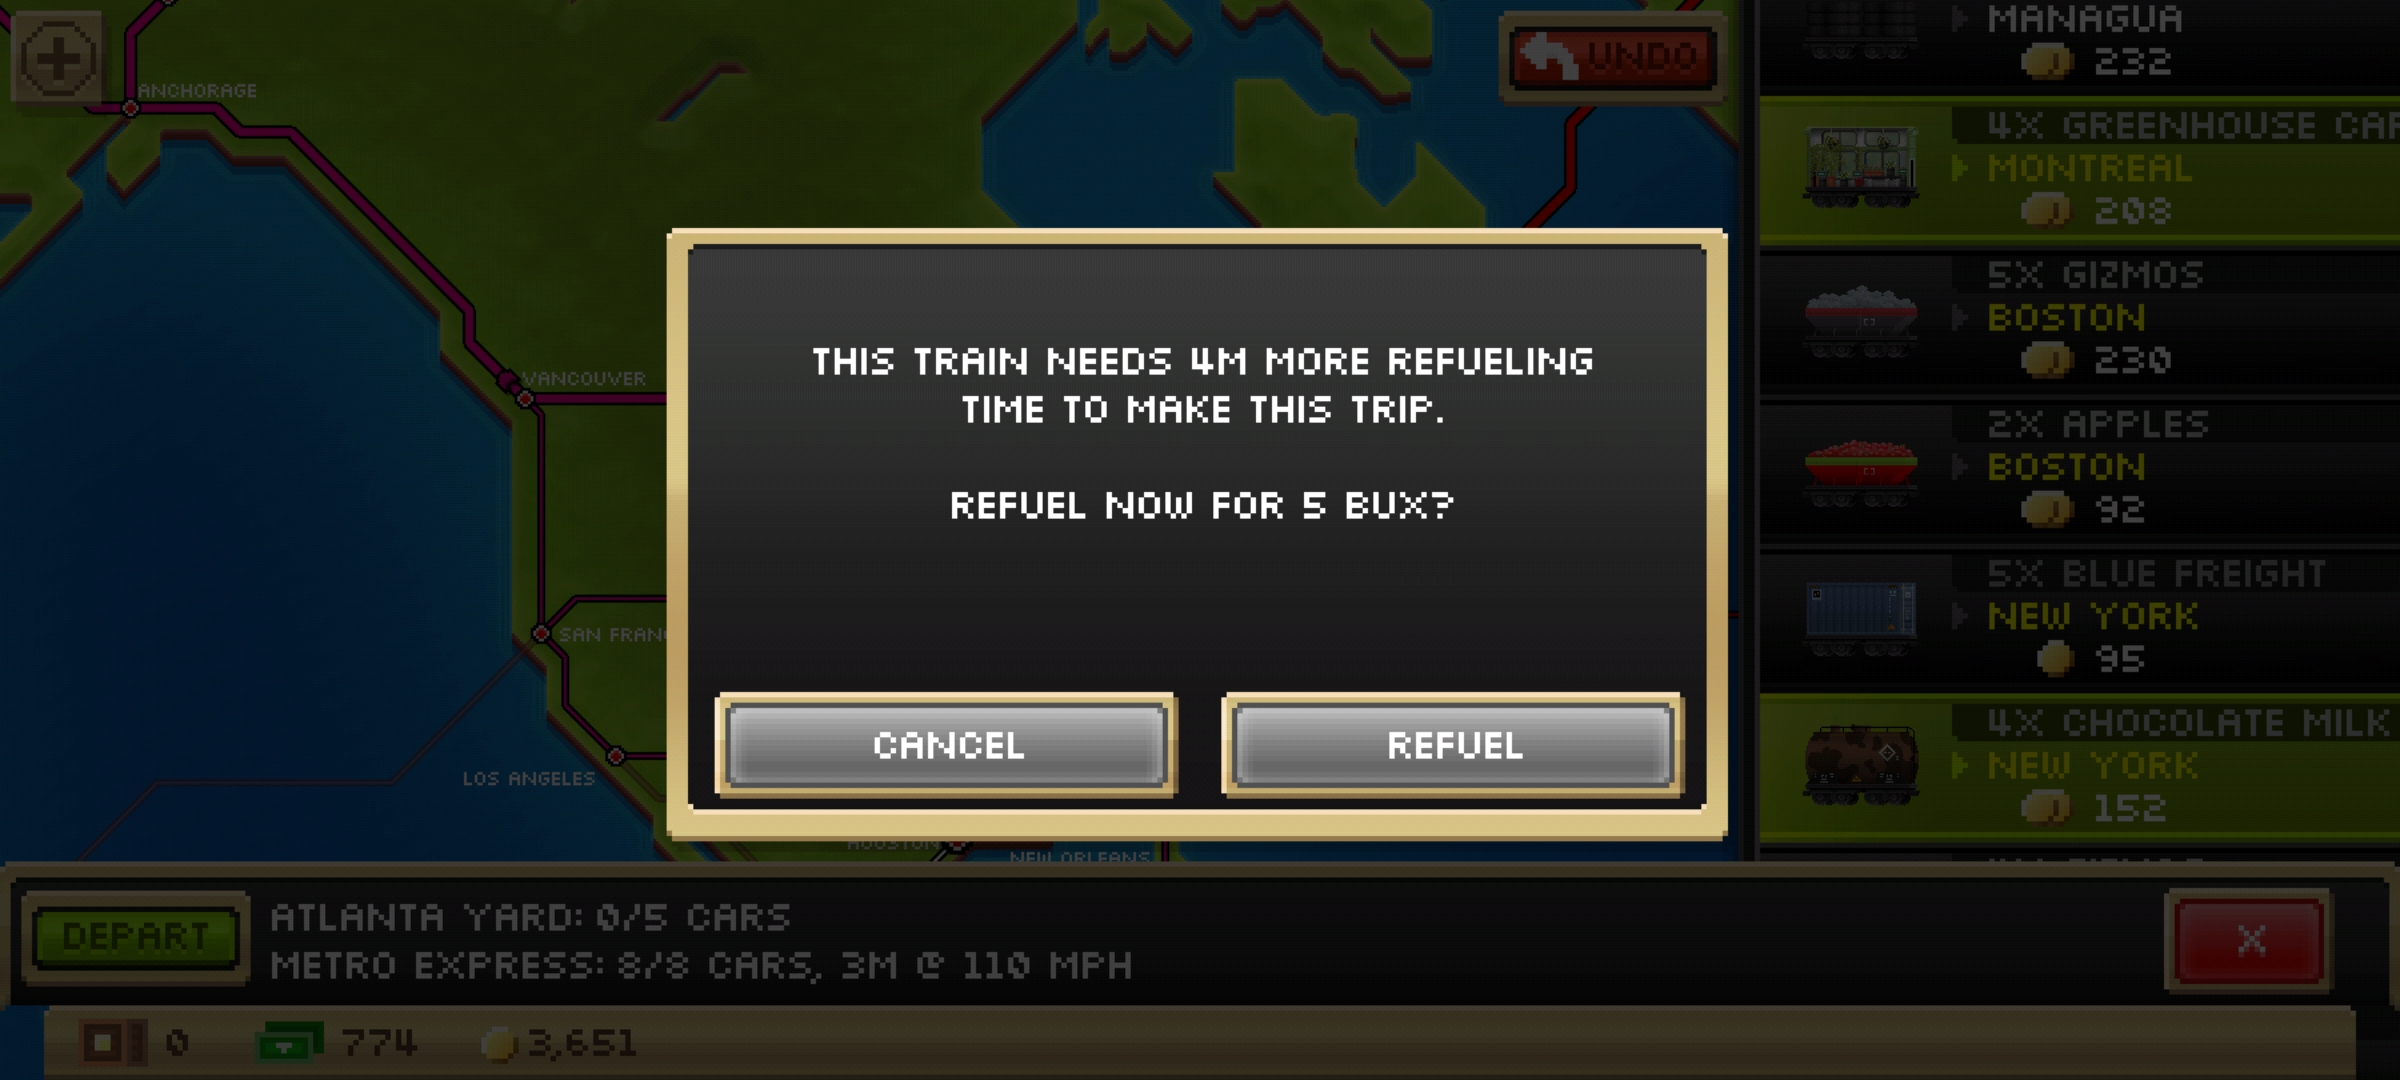 ANCHORAGE
VANCOUVER
SAN FRANC
LOS ANGELES
HOUSTON
NEW ORLEANS
UNDO
THIS TRAIN NEEDS 4M MORE REFUELING
TIME TO MAKE THIS TRIP.
REFUEL NOW FOR 5 BUX?
CANCEL
REFUEL
MANAGUA
232
4X GREENHOUSE CAR
MONTREAL
208
5X GIZMOS
BOSTON
230
2X APPLES
BOSTON
92
5X BLUE FREIGHT
NEW YORK
95
4X CHOCOLATE MILK
NEW YORK
152
DEPART
ATLANTA YARD: 0/5 CARS
METRO EXPRESS: 8/8 CARS, 3M @ 110 MPH
X
0
774
3,651